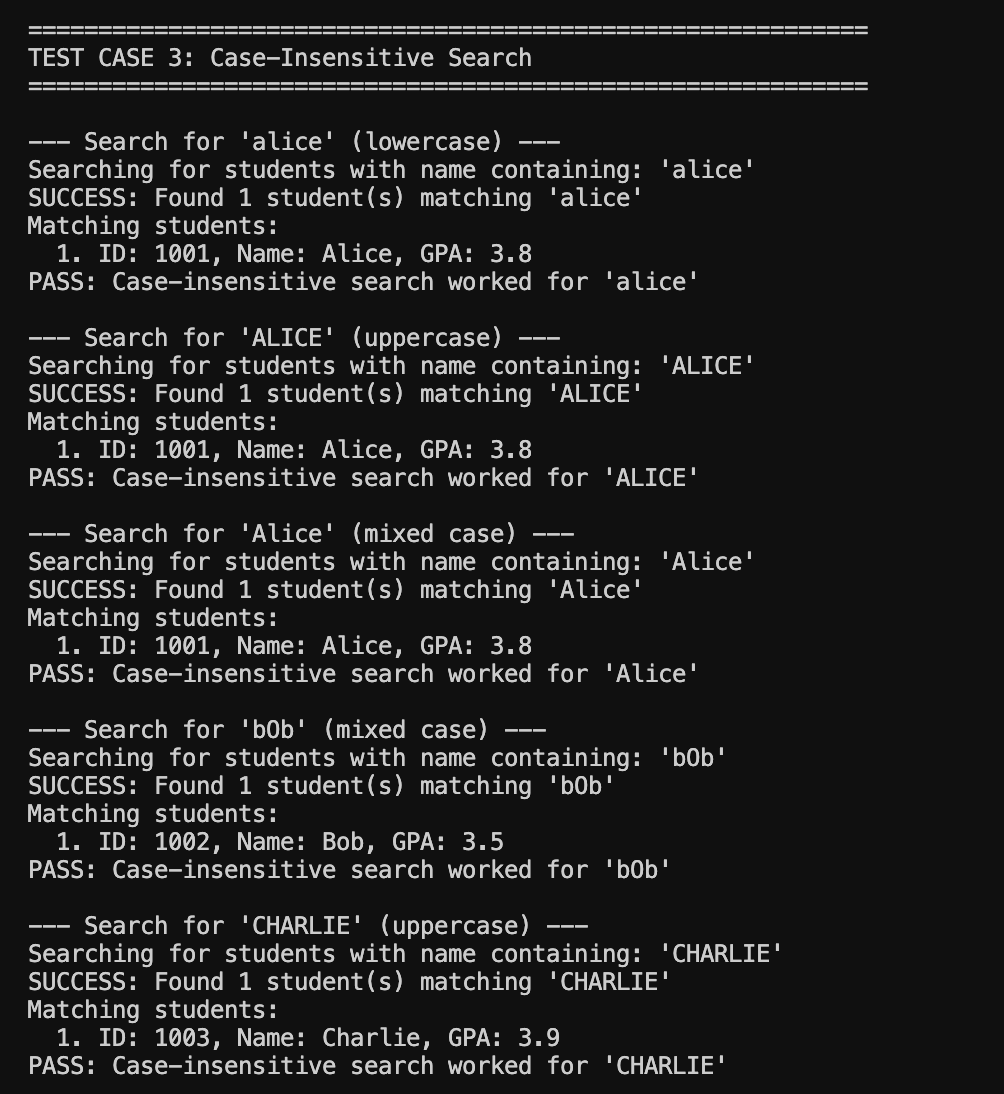 ============================================================
TEST CASE 3: Case-Insensitive Search
============================================================
--- Search for 'alice' (lowercase) ---
Searching for students with name containing: 'alice'
SUCCESS: Found 1 student(s) matching 'alice'
Matching students:
  1. ID: 1001, Name: Alice, GPA: 3.8
PASS: Case-insensitive search worked for 'alice'
--- Search for 'ALICE' (uppercase) ---
Searching for students with name containing: 'ALICE'
SUCCESS: Found 1 student(s) matching 'ALICE'
Matching students:
  1. ID: 1001, Name: Alice, GPA: 3.8
PASS: Case-insensitive search worked for 'ALICE'
--- Search for 'Alice' (mixed case) ---
Searching for students with name containing: 'Alice'
SUCCESS: Found 1 student(s) matching 'Alice'
Matching students:
  1. ID: 1001, Name: Alice, GPA: 3.8
PASS: Case-insensitive search worked for 'Alice'
--- Search for 'bOb' (mixed case) ---
Searching for students with name containing: 'bOb'
SUCCESS: Found 1 student(s) matching 'bOb'
Matching students:
  1. ID: 1002, Name: Bob, GPA: 3.5
PASS: Case-insensitive search worked for 'bOb'
--- Search for 'CHARLIE' (uppercase) ---
Searching for students with name containing: 'CHARLIE'
SUCCESS: Found 1 student(s) matching 'CHARLIE'
Matching students:
  1. ID: 1003, Name: Charlie, GPA: 3.9
PASS: Case-insensitive search worked for 'CHARLIE'